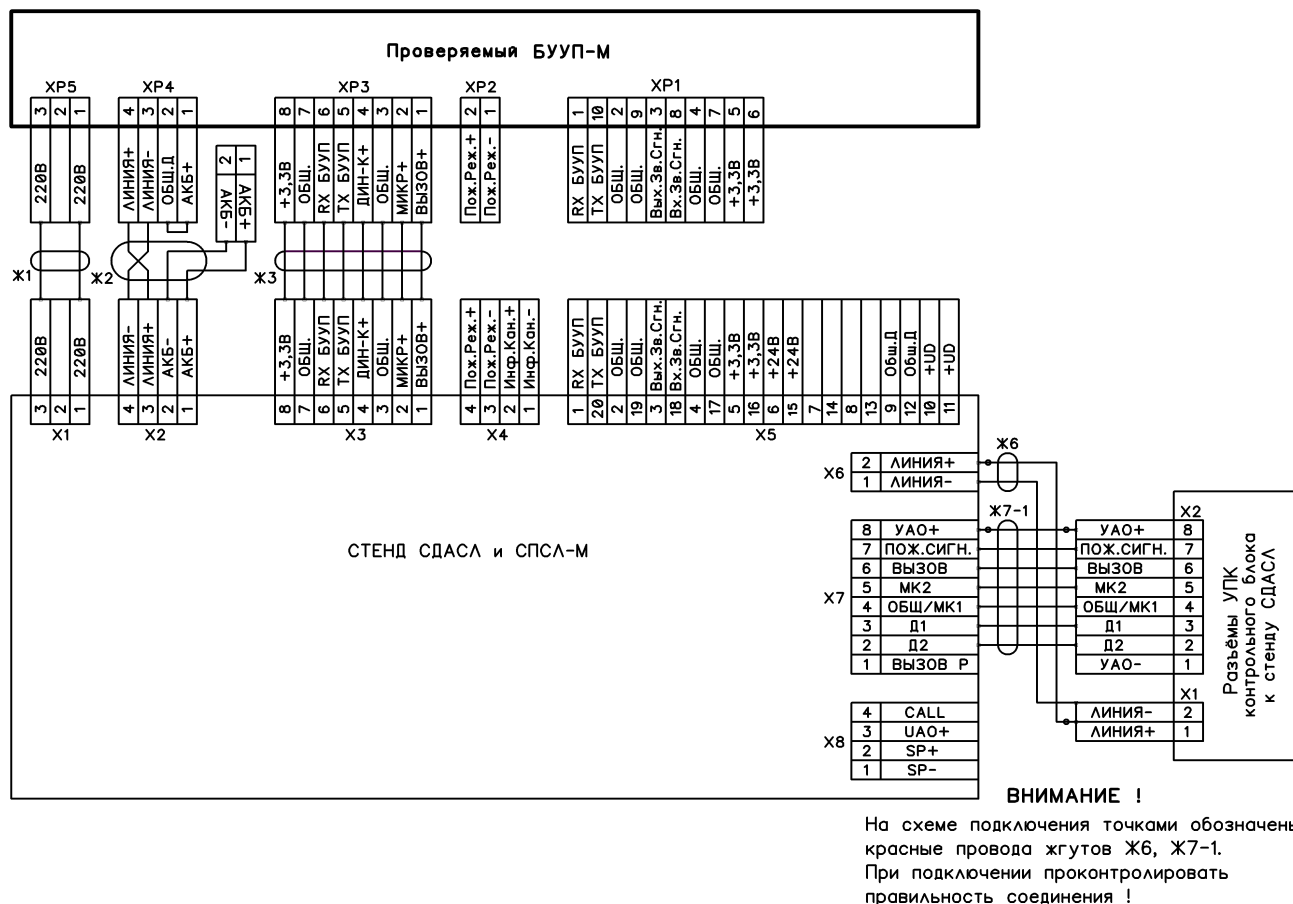 Проверяемый БУУП-М
XP5
XP4
XP3
XP2
XP1
3 2 1
4 3 2 1
8 7 6 5 4 3 2 1
2 1
1 10 2 9 3 8 4 7 5 6
220В
220В
ЛИНИЯ+
ЛИНИЯ-
ОБЩ.Д
АКБ+
2 АКБ-
1 АКБ+
+3,3В
ОБЩ.
RX БУУП
TX БУУП
ДИН-К+
ОБЩ.
МИКР+
ВЫЗОВ+
Пож.Реж.+
Пож.Реж.-
RX БУУП
TX БУУП
ОБЩ.
ОБЩ.
Вых.Зв.Сгн.
Вх.Зв.Сгн.
ОБЩ.
ОБЩ.
+3,3В
+3,3В
Ж1
Ж2
Ж3
220В
220В
ЛИНИЯ-
ЛИНИЯ+
АКБ-
АКБ+
+3,3В
ОБЩ.
RX БУУП
TX БУУП
ДИН-К+
ОБЩ.
МИКР+
ВЫЗОВ+
Пож.Реж.+
Пож.Реж.-
Инф.Кан.+
Инф.Кан.-
RX БУУП
TX БУУП
ОБЩ.
ОБЩ.
Вых.Зв.Сгн.
Вх.Зв.Сгн.
ОБЩ.
ОБЩ.
+3,3В
+3,3В
+24В
+24В
Общ.Д
Общ.Д
+UD
+UD
3 2 1
4 3 2 1
8 7 6 5 4 3 2 1
4 3 2 1
1 20 2 19 3 18 4 17 5 16 6 15 7 14 8 13 9 12 10 11
X1
X2
X3
X4
X5
СТЕНД СДАСЛ и СПСЛ-М
Ж6
X6
2 ЛИНИЯ+
1 ЛИНИЯ-
Ж7-1
X7
8 УАО+
7 ПОЖ.СИГН.
6 ВЫЗОВ
5 МК2
4 ОБЩ/МК1
3 Д1
2 Д2
1 ВЫЗОВ Р
X8
4 CALL
3 UAO+
2 SP+
1 SP-
X2
УАО+ 8
ПОЖ.СИГН. 7
ВЫЗОВ 6
МК2 5
ОБЩ/МК1 4
Д1 3
Д2 2
УАО- 1
X1
ЛИНИЯ- 2
ЛИНИЯ+ 1
Разъёмы УПК
контрольного блока
к стенду СДАСЛ
ВНИМАНИЕ !
На схеме подключения точками обозначены
красные провода жгутов Ж6, Ж7-1.
При подключении проконтролировать
правильность соединения !